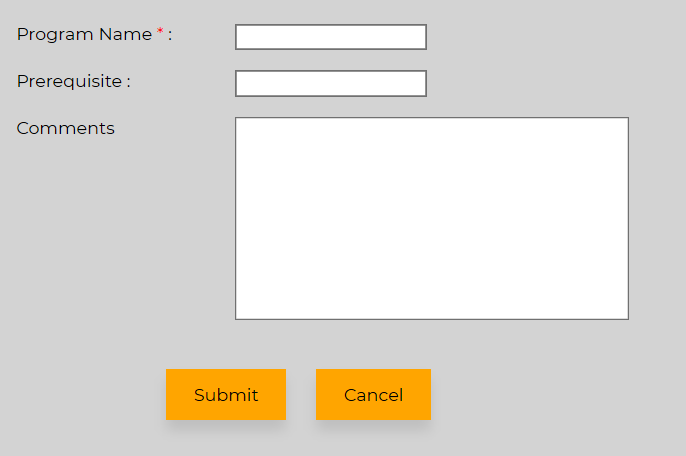 Program Name * :
Prerequisite :
Comments
Submit
Cancel